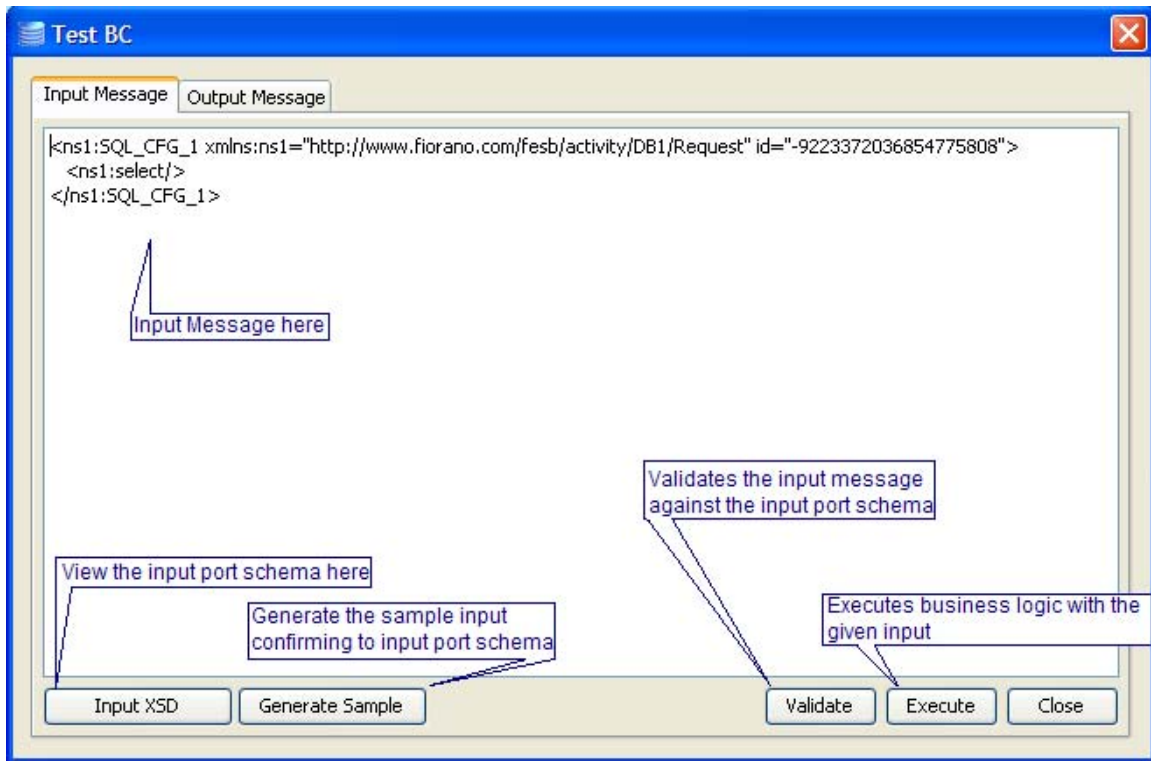 Test BC
Input Message Output Message
<ns1:SQL_CFG_1 xmlns:ns1="http://www.fiorano.com/fesb/activity/DB1/Request" id="-9223372036854775808">
<ns1:select/>
</ns1:SQL_CFG_1>
Input Message here
Validates the input message
against the input port schema
View the input port schema here
Generate the sample input
confirming to input port schema
Executes business logic with the
given input
Input XSD Generate Sample Validate Execute Close